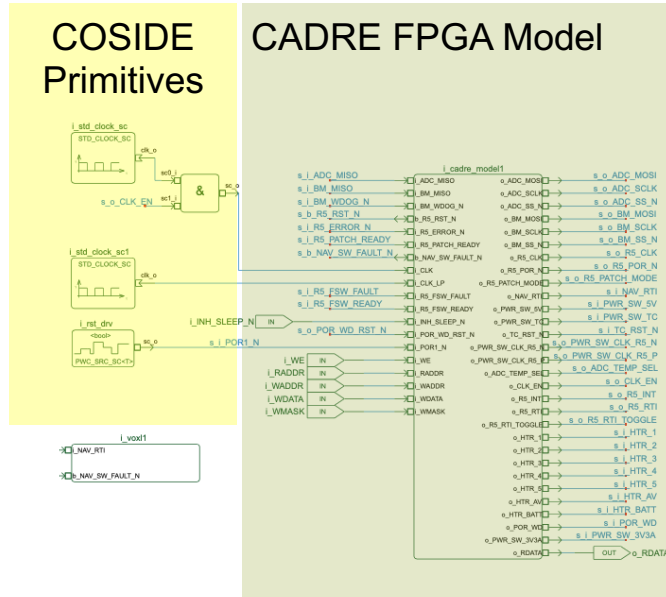 COSIDE
Primitives
CADRE FPGA Model
i_std_clock_sc
STD_CLOCK_SC
clk_o
A
t
sc0_i
&
sc_o
s_o_CLK_EN
sc1_i
i_std_clock_sc1
STD_CLOCK_SC
clk_o
A
t
i_rst_drv
<bool>
sc_o
PWC_SRC_SC<T>
s_i_POR1_N
i_voxl1
i_NAV_RTI
b_NAV_SW_FAULT_N
s_i_ADC_MISO
s_i_BM_MISO
s_i_BM_WDOG_N
s_b_R5_RST_N
s_i_R5_ERROR_N
s_i_R5_PATCH_READY
s_b_NAV_SW_FAULT_N
s_i_R5_FSW_FAULT
s_i_R5_FSW_READY
i_INH_SLEEP_N
IN
s_o_POR_WD_RST_N
i_WE
IN
i_RADDR
IN
i_WADDR
IN
i_WDATA
IN
i_WMASK
IN
i_cadre_model1
i_ADC_MISO
i_BM_MISO
i_BM_WDOG_N
b_R5_RST_N
i_R5_ERROR_N
i_R5_PATCH_READY
b_NAV_SW_FAULT_N
i_CLK
i_CLK_LP
i_R5_FSW_FAULT
i_R5_FSW_READY
i_INH_SLEEP_N
i_POR_WD_RST_N
i_POR1_N
i_WE
i_RADDR
i_WADDR
i_WDATA
i_WMASK
o_ADC_MOSI
o_ADC_SCLK
o_ADC_SS_N
o_BM_MOSI
o_BM_SCLK
o_BM_SS_N
o_R5_CLK
o_R5_POR_N
o_R5_PATCH_MODE
o_NAV_RTI
o_PWR_SW_5V
o_PWR_SW_TC
o_TC_RST_N
o_PWR_SW_CLK_R5_N
o_PWR_SW_CLK_R5_P
o_ADC_TEMP_SEL
o_CLK_EN
o_R5_INT
o_R5_RTI
o_R5_RTI_TOGGLE
o_HTR_1
o_HTR_2
o_HTR_3
o_HTR_4
o_HTR_5
o_HTR_AV
o_HTR_BATT
o_POR_WD
o_PWR_SW_3V3A
o_RDATA
s_o_ADC_MOSI
s_o_ADC_SCLK
s_o_ADC_SS_N
s_o_BM_MOSI
s_o_BM_SCLK
s_o_BM_SS_N
s_o_R5_CLK
s_o_R5_POR_N
s_o_R5_PATCH_MODE
s_i_NAV_RTI
s_i_PWR_SW_5V
s_i_PWR_SW_TC
s_i_TC_RST_N
s_o_PWR_SW_CLK_R5_N
s_o_PWR_SW_CLK_R5_P
s_o_ADC_TEMP_SEL
s_o_CLK_EN
s_o_R5_INT
s_o_R5_RTI
s_o_R5_RTI_TOGGLE
s_i_HTR_1
s_i_HTR_2
s_i_HTR_3
s_i_HTR_4
s_i_HTR_5
s_i_HTR_AV
s_i_HTR_BATT
s_i_POR_WD
s_i_PWR_SW_3V3A
OUT
o_RDATA